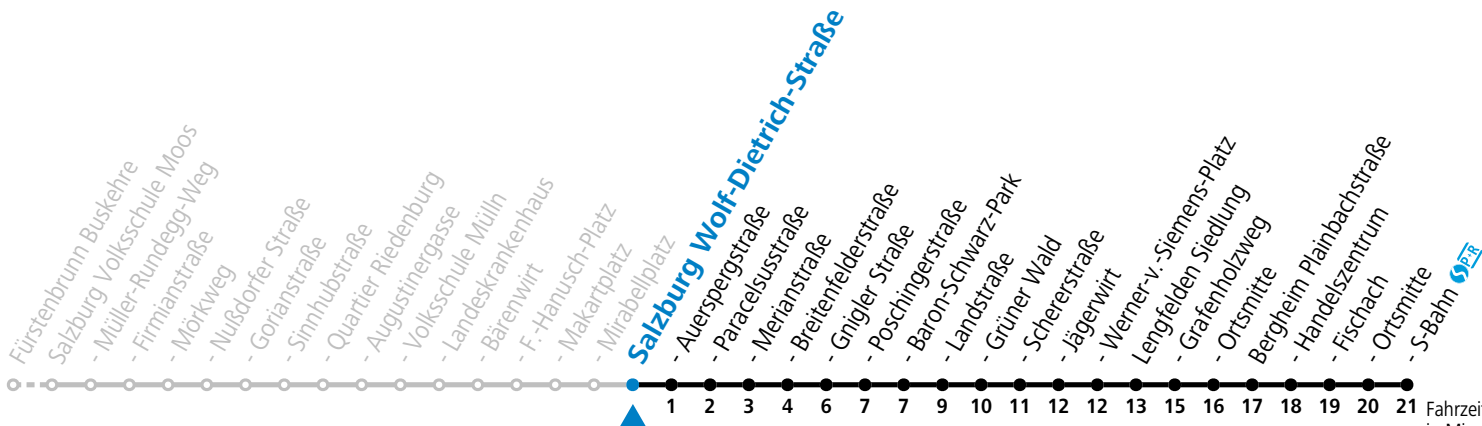 Fürstenbrunn Buskehre
Salzburg Volksschule Moos
- Müller-Rundegg-Weg
- Firmianstraße
- Mörkweg
- Nußdorfer Straße
- Gorianstraße
- Sinnhubstraße
- Quartier Riedenburg
- Augustinergasse
- Volksschule Mülln
- Landeskrankenhaus
- Bärenwirt
- F.-Hanusch-Platz
- Makartplatz
- Mirabellplatz
Salzburg Wolf-Dietrich-Straße
- Auerspergstraße
- Paracelsusstraße
- Merianstraße
- Breitenfelderstraße
- Gnigler Straße
- Poschingerstraße
- Baron-Schwarz-Park
- Landstraße
- Grüner Wald
- Schererstraße
- Jägerwirt
- Werner-v.-Siemens-Platz
Lengfelden Siedlung
- Grafenholzweg
- Ortsmitte
Bergheim Plainbachstraße
- Handelszentrum
- Fischach
- Ortsmitte
- S-Bahn P+R
1 2 3 4 6 7 7 9 10 11 12 12 13 15 16 17 18 19 20 21 Fahrzeit